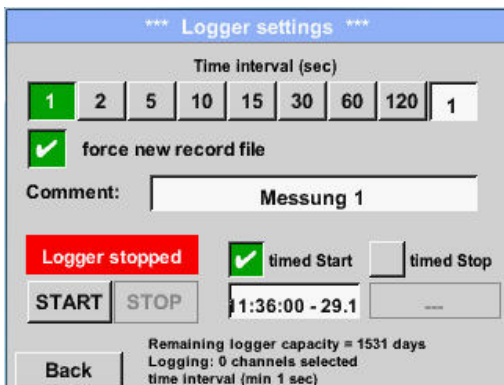 *** Logger settings ***
Time interval (sec)
1 2 5 10 15 30 60 120 1
force new record file
Comment: Messung 1
Logger stopped timed Start timed Stop
START STOP 11:36:00 - 29.1 ---
Remaining logger capacity = 1531 days
Logging: 0 channels selected
Back time interval (min 1 sec)